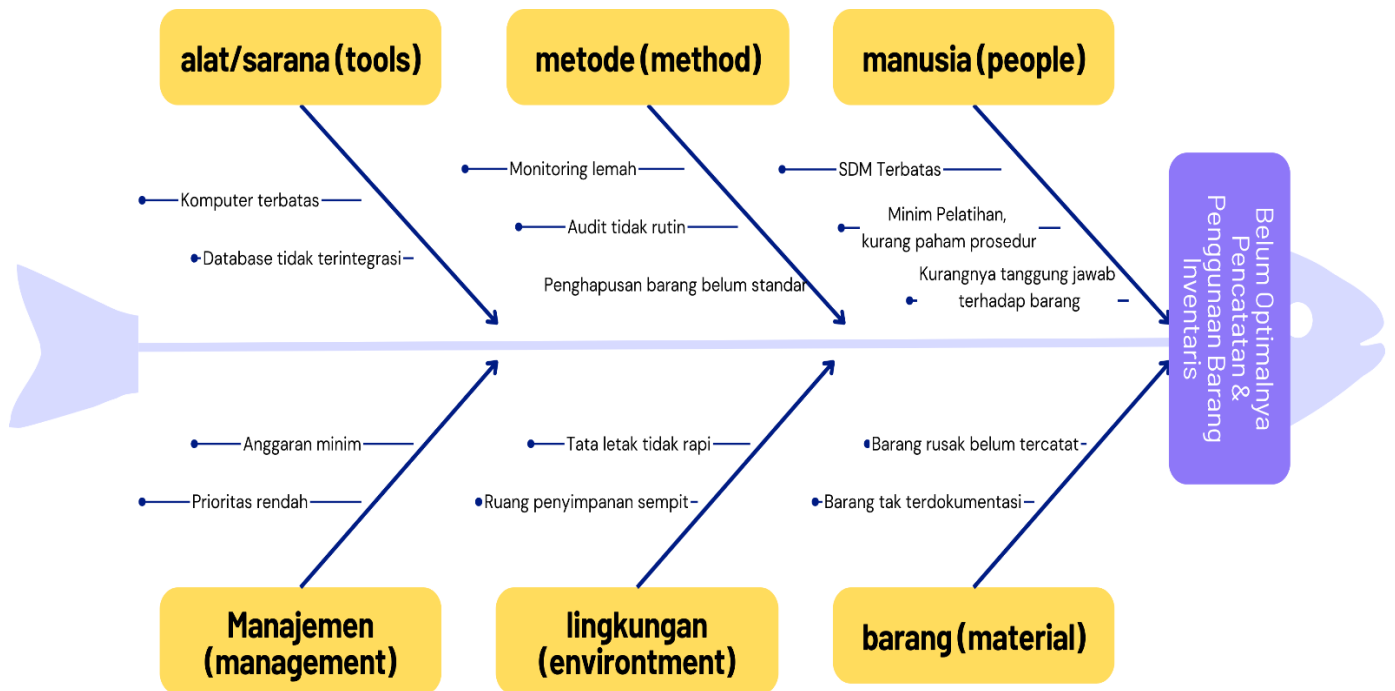 alat/sarana (tools)
metode (method)
manusia (people)
Komputer terbatas
Database tidak terintegrasi
Monitoring lemah
Audit tidak rutin
Penghapusan barang belum standar
SDM Terbatas
Minim Pelatihan,
kurang paham prosedur
Kurangnya tanggung jawab
terhadap barang
Belum Optimalnya
Pencatatan &
Penggunaan Barang
Inventaris
Anggaran minim
Prioritas rendah
Tata letak tidak rapi
Ruang penyimpanan sempit
Barang rusak belum tercatat
Barang tak terdokumentasi
Manajemen
(management)
lingkungan
(environtment)
barang (material)